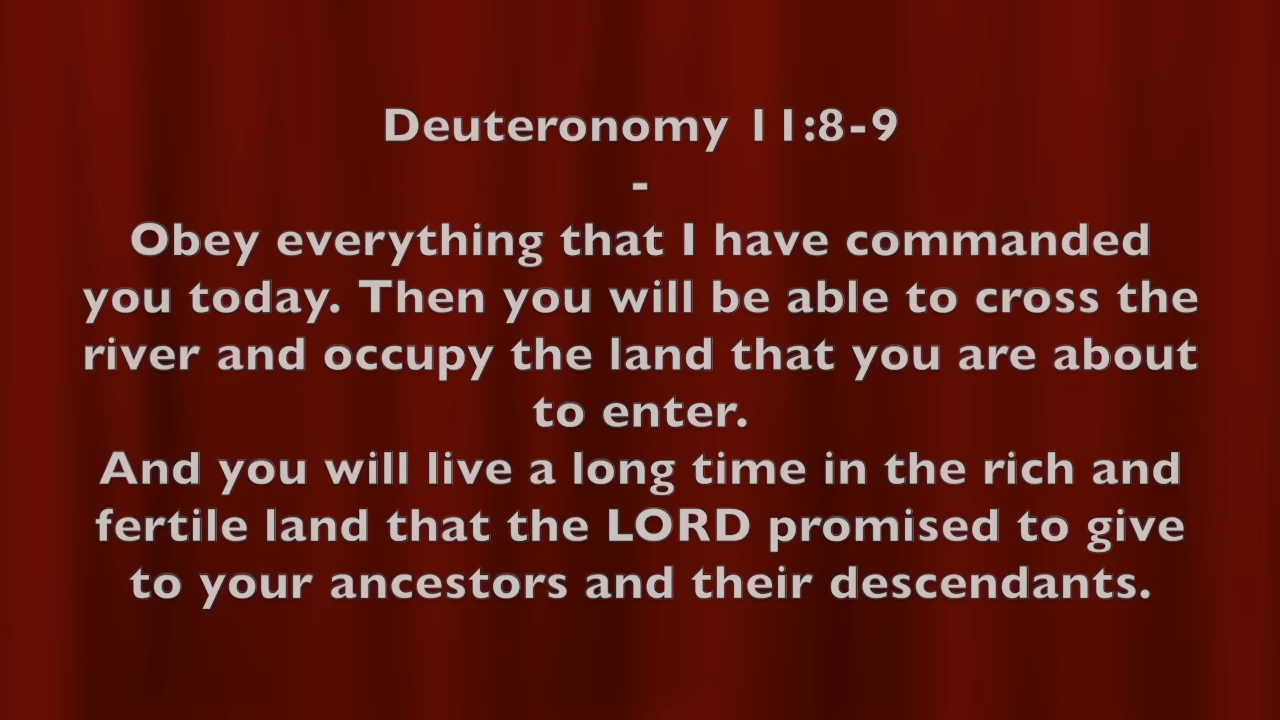 Deuteronomy 11:8-9
-
Obey everything that I have commanded
you today. Then you will be able to cross the
river and occupy the land that you are about
to enter.
And you will live a long time in the rich and
fertile land that the LORD promised to give
to your ancestors and their descendants.